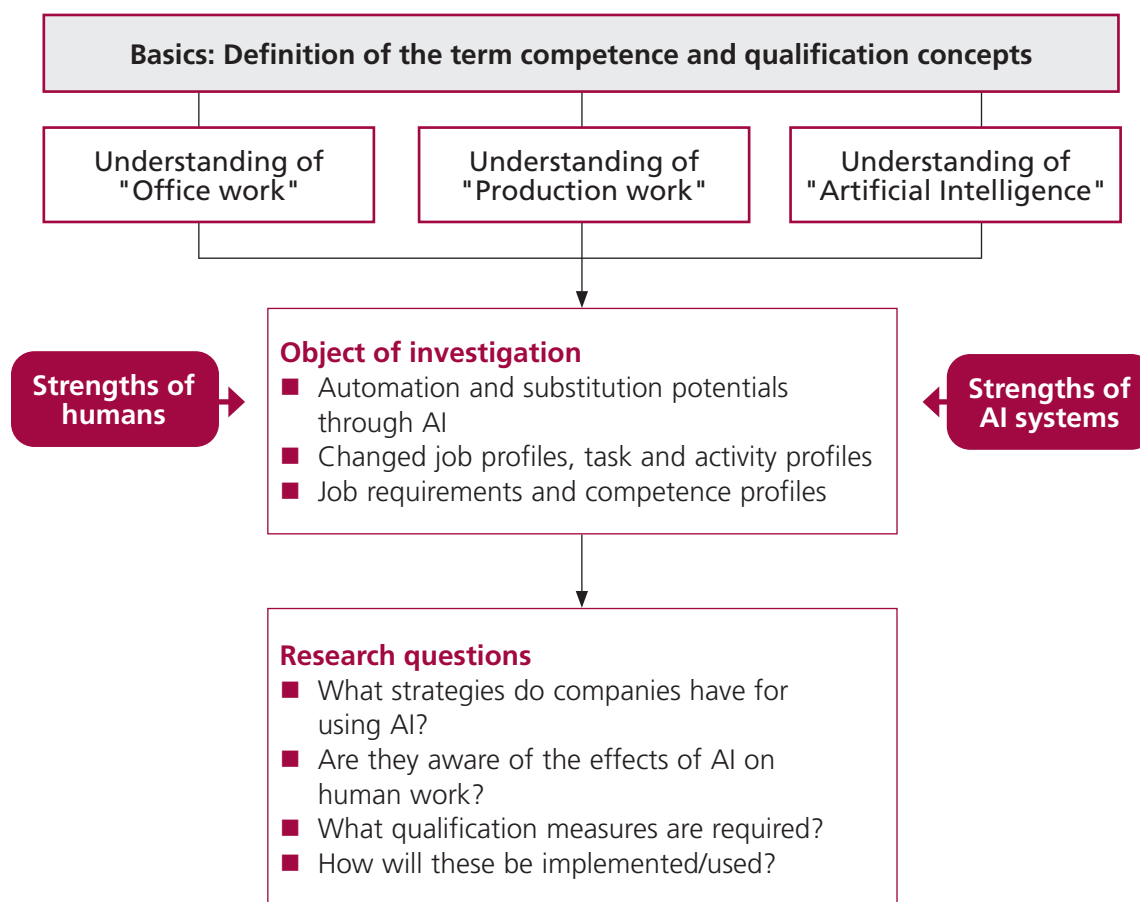 Basics: Definition of the term competence and qualification concepts
Understanding of
"Office work"
Understanding of
"Production work"
Understanding of
"Artificial Intelligence"
Strengths of
humans
Object of investigation
■ Automation and substitution potentials
through AI
■ Changed job profiles, task and activity profiles
■ Job requirements and competence profiles
Strengths of
AI systems
Research questions
■ What strategies do companies have for
using AI?
■ Are they aware of the effects of AI on
human work?
■ What qualification measures are required?
■ How will these be implemented/used?